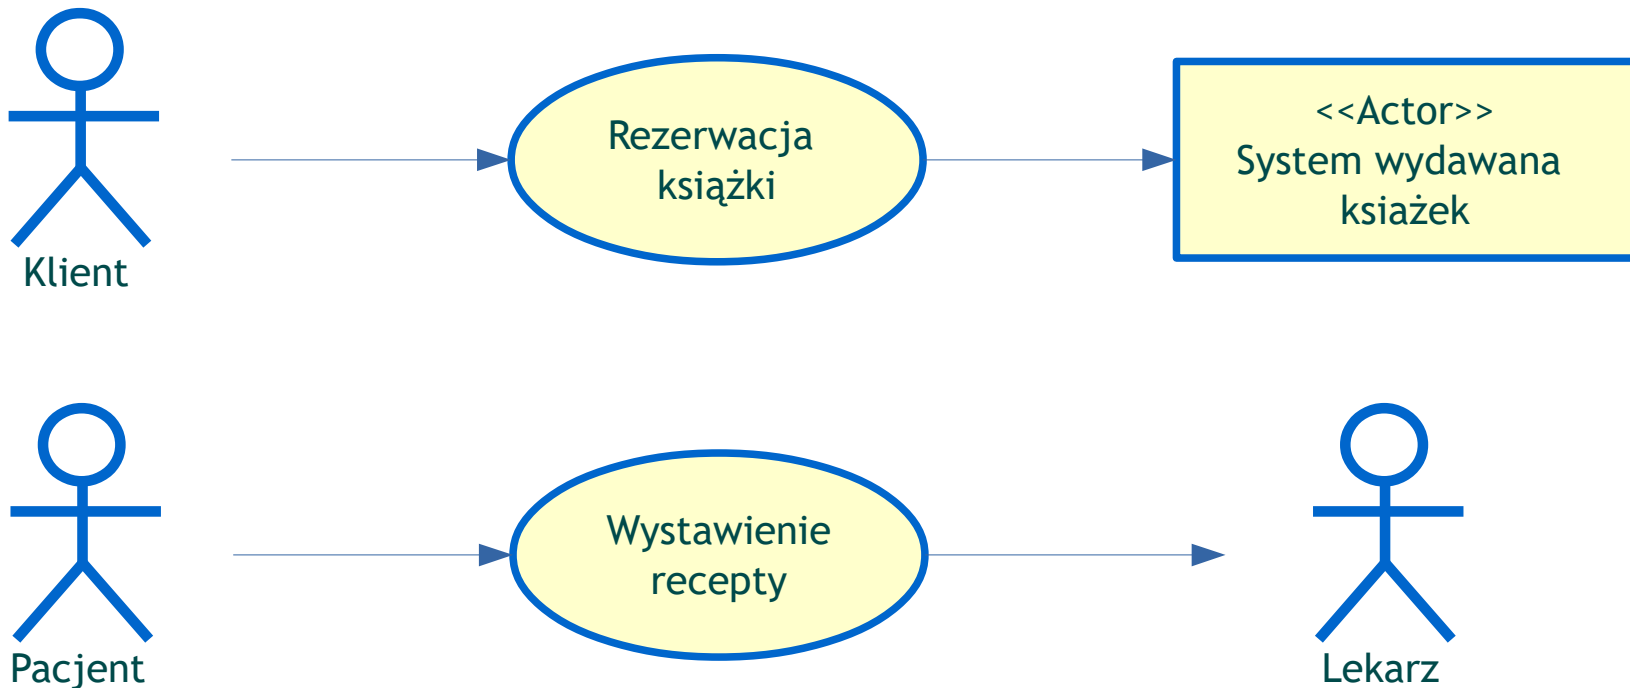 Rezerwacja
książki
<<Actor>>
System wydawana
ksiażek
Klient
Wystawienie
recepty
Pacjent
Lekarz